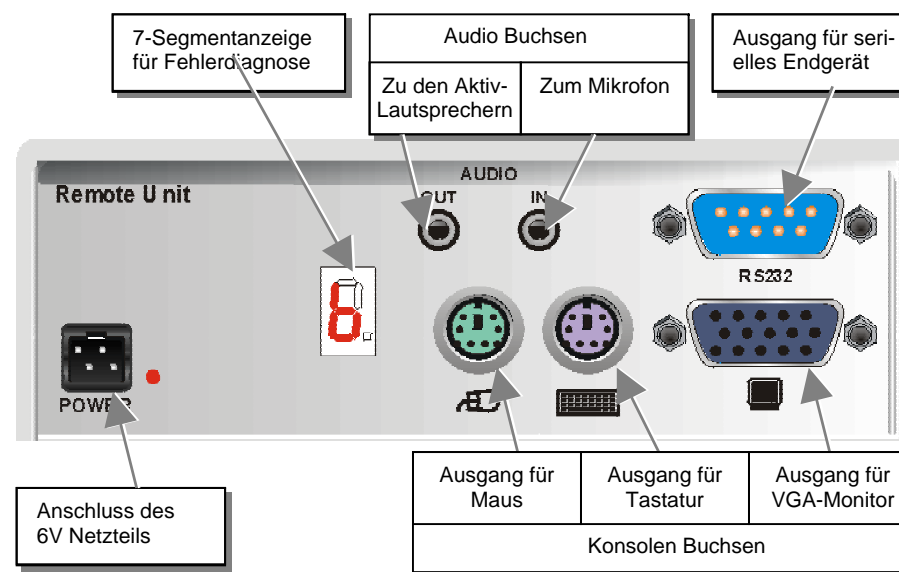 7-Segmentanzeige
für Fehlerdiagnose
Audio Buchsen
Zu den Aktiv-
Lautsprechern
Zum Mikrofon
Ausgang für seri-
elles Endgerät
Remote Unit
AUDIO
OUT
IN
RS232
POWER
Anschluss des
6V Netzteils
Ausgang für
Maus
Ausgang für
Tastatur
Ausgang für
VGA-Monitor
Konsolen Buchsen